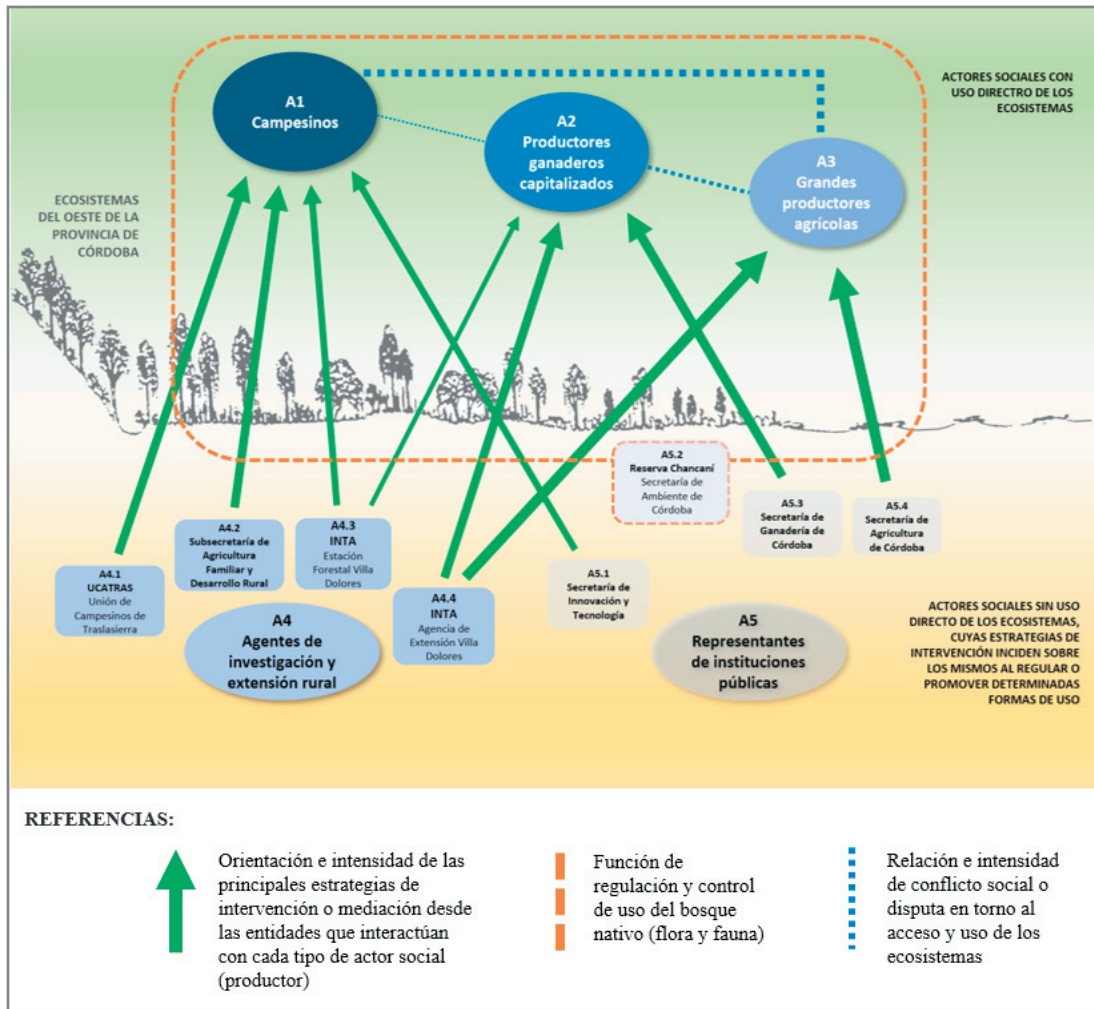 A1
Campesinos
A2
Productores
ganaderos
capitalizados
A3
Grandes
productores
agrícolas
ACTORES SOCIALES CON
USO DIRECTRO DE LOS
ECOSISTEMAS
ECOSISTEMAS
DEL OESTE DE LA
PROVINCIA DE
CÓRDOBA
A4.1
UCATRAS
Unión de
Campesinos de
Traslasierra
A4.2
Subsecretaría de
Agricultura
Familiar y
Desarrollo Rural
A4.3
INTA
Estación
Forestal Villa
Dolores
A4.4
INTA
Agencia de
Extensión Villa
Dolores
A5.1
Secretaría de
Innovación y
Tecnología
A5.2
Reserva Chancaní
Secretaría de
Ambiente de
Córdoba
A5.3
Secretaría de
Ganadería de
Córdoba
A5.4
Secretaría de
Agricultura
de Córdoba
A4
Agentes de
investigación y
extensión rural
A5
Representantes
de instituciones
públicas
ACTORES SOCIALES SIN USO
DIRECTO DE LOS ECOSISTEMAS,
CUYAS ESTRATEGIAS DE
INTERVENCIÓN INCIDEN SOBRE
LOS MISMOS AL REGULAR O
PROMOVER DETERMINADAS
FORMAS DE USO
REFERENCIAS:
Orientación e intensidad de las
principales estrategias de
intervención o mediación desde
las entidades que interactúan
con cada tipo de actor social
(productor)
Función de
regulación y control
de uso del bosque
nativo (flora y fauna)
Relación e intensidad
de conflicto social o
disputa en torno al
acceso y uso de los
ecosistemas